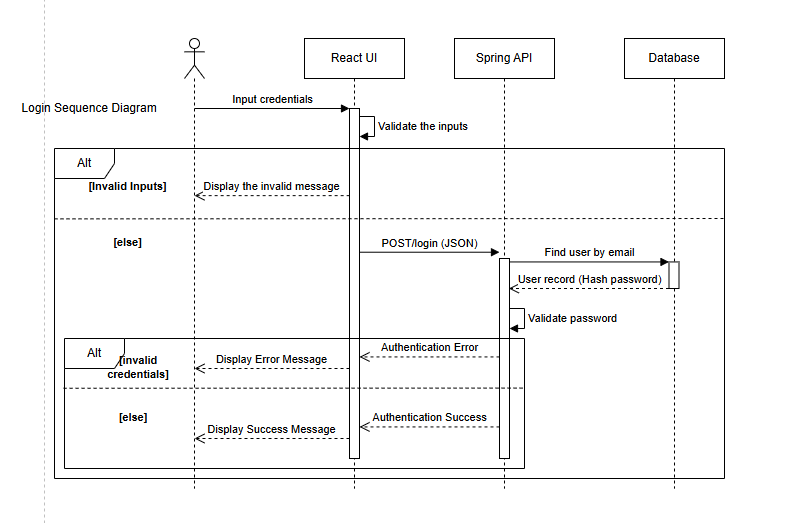 React UI
Spring API
Database
Login Sequence Diagram
Input credentials
Validate the inputs
Alt
[Invalid Inputs]
Display the invalid message
[else]
POST/login (JSON)
Find user by email
User record (Hash password)
Validate password
Alt
[invalid
credentials]
Authentication Error
Display Error Message
[else]
Authentication Success
Display Success Message